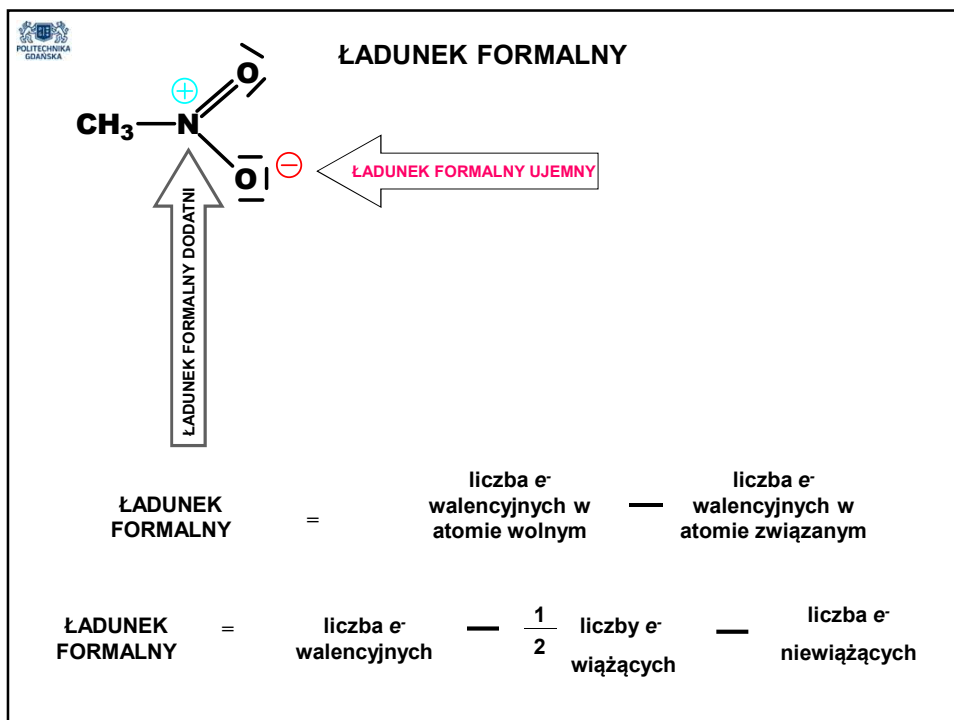 POLITECHNIKA
GDAŃSKA
ŁADUNEK FORMALNY
O
CH₃ N
O
ŁADUNEK FORMALNY UJEMNY
ŁADUNEK FORMALNY DODATNI
ŁADUNEK
FORMALNY
=
liczba e⁻
walencyjnych w
atomie wolnym
—
liczba e⁻
walencyjnych w
atomie związanym
ŁADUNEK
FORMALNY
=
liczba e⁻
walencyjnych
—
1
2
liczby e⁻
wiążących
—
liczba e⁻
niewiążących